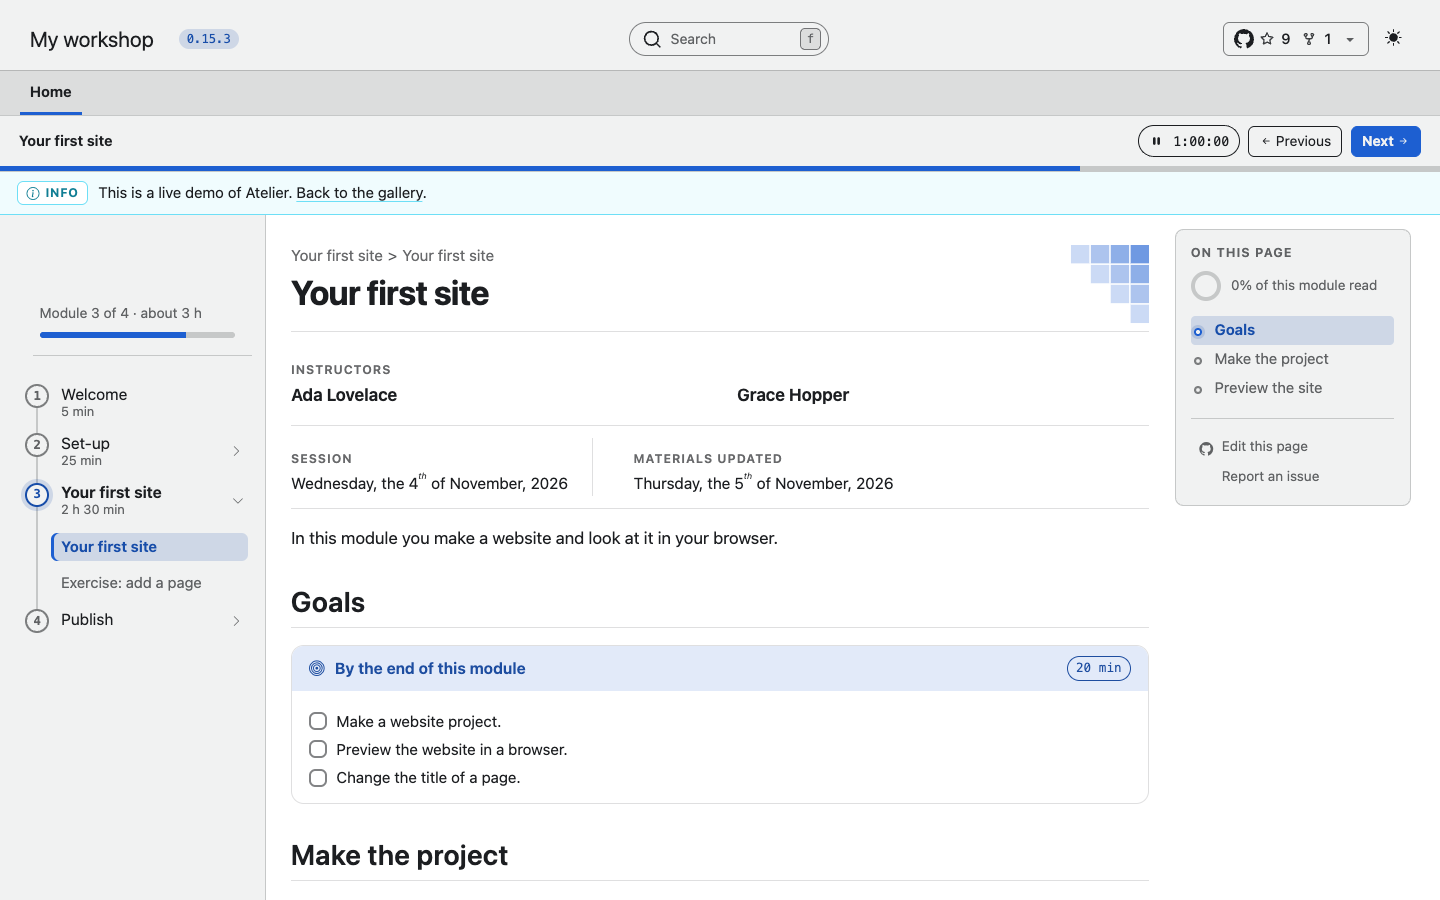 My workshop
0.15.3
Search
f
9
1
Home
Your first site
1:00:00
← Previous
Next →
INFO
This is a live demo of Atelier. Back to the gallery.
Module 3 of 4 · about 3 h
1
Welcome
5 min
2
Set-up
25 min
3
Your first site
2 h 30 min
Your first site
Exercise: add a page
4
Publish
Your first site > Your first site
Your first site
INSTRUCTORS
Ada Lovelace
Grace Hopper
SESSION
Wednesday, the 4th of November, 2026
MATERIALS UPDATED
Thursday, the 5th of November, 2026
In this module you make a website and look at it in your browser.
Goals
By the end of this module
20 min
Make a website project.
Preview the website in a browser.
Change the title of a page.
Make the project
ON THIS PAGE
0% of this module read
Goals
Make the project
Preview the site
Edit this page
Report an issue